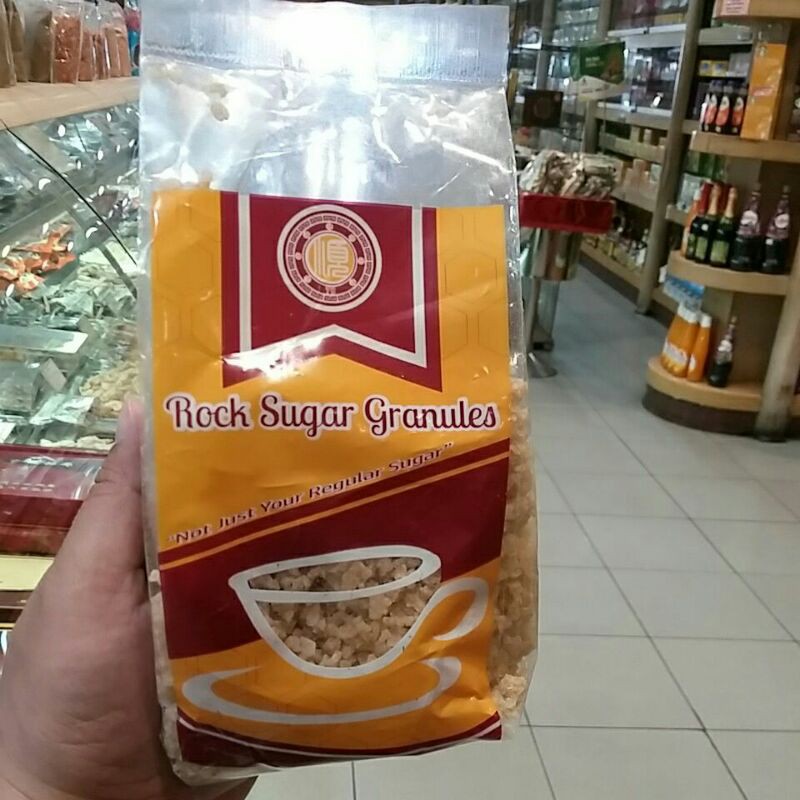 Rock Sugar Granules
"Not Just Your Regular Sugar"